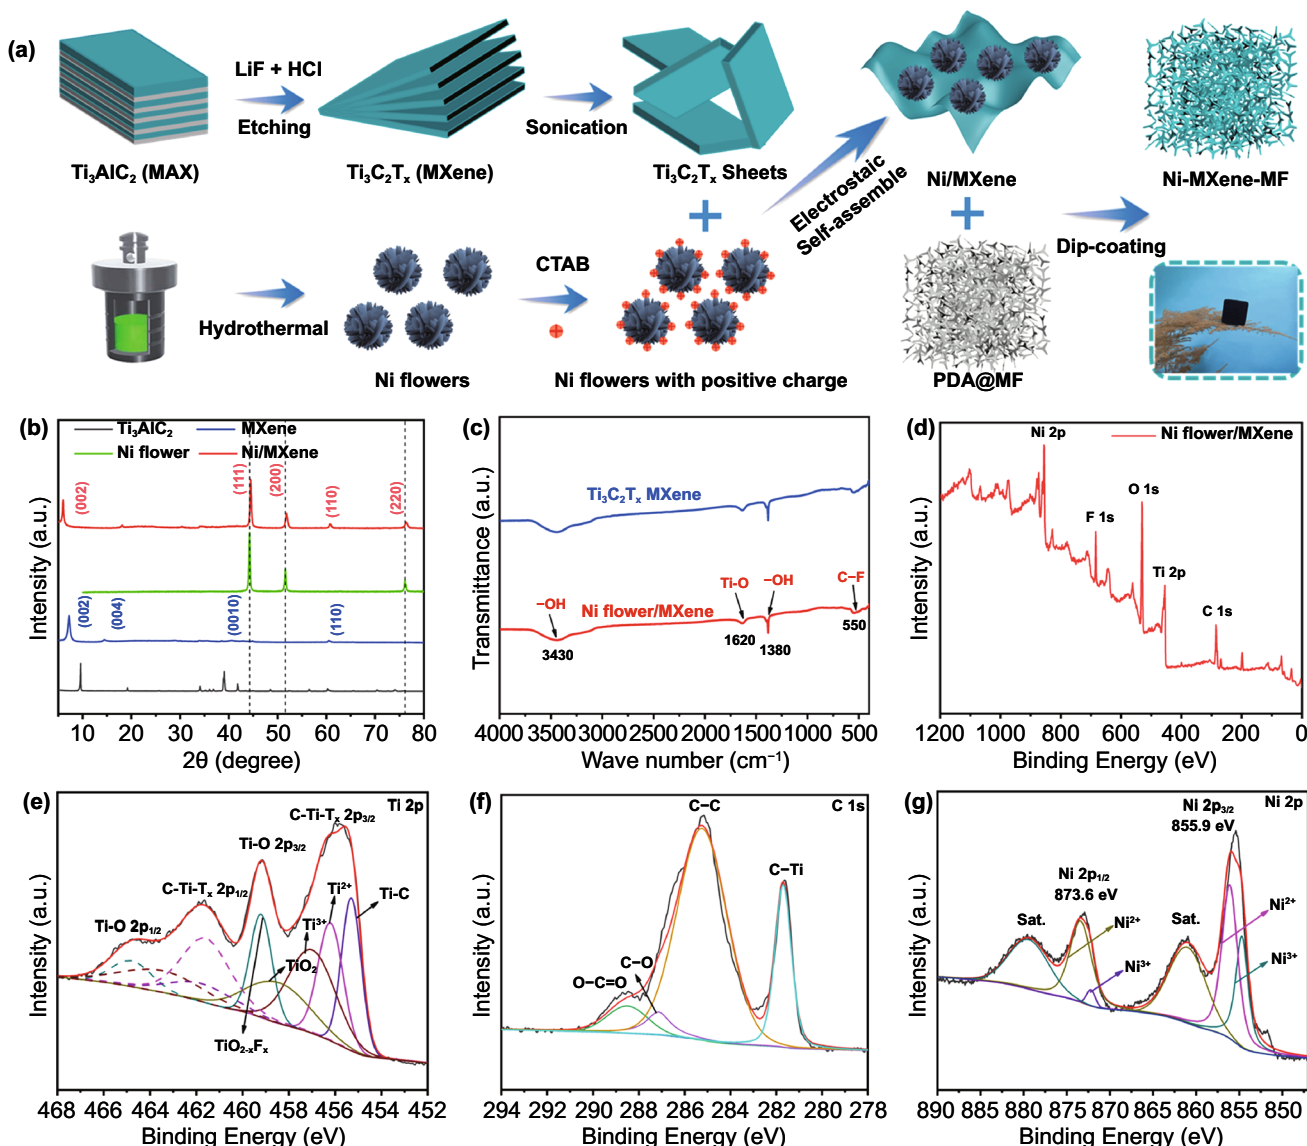 (a)
LiF + HCl
Etching
Sonication
Ti₃AlC₂ (MAX)
Ti₃C₂Tₓ (MXene)
Ti₃C₂Tₓ Sheets
Electrostaic
Self-assemble
Ni/MXene
Ni-MXene-MF
Hydrothermal
CTAB
Dip-coating
Ni flowers
Ni flowers with positive charge
PDA@MF
(b)
Ti₃AlC₂
MXene
Ni flower
Ni/MXene
(002)
(111)
(200)
(110)
(220)
(002)
(004)
(0010)
(110)
Intensity (a.u.)
10 20 30 40 50 60 70 80
2θ (degree)
(c)
Ti₃C₂Tₓ MXene
−OH
Ti-O
−OH
C−F
Ni flower/MXene
3430
1620
1380
550
Transmittance (a.u.)
4000 3500 3000 2500 2000 1500 1000 500
Wave number (cm⁻¹)
(d)
Ni flower/MXene
Ni 2p
O 1s
F 1s
Ti 2p
C 1s
Intensity (a.u.)
1200 1000 800 600 400 200 0
Binding Energy (eV)
(e)
Ti 2p
C-Ti-Tₓ 2p₃/₂
Ti-O 2p₃/₂
C-Ti-Tₓ 2p₁/₂
Ti-O 2p₁/₂
Ti²⁺
Ti-C
Ti³⁺
TiO₂
TiO₂₋ₓFₓ
Intensity (a.u.)
468 466 464 462 460 458 456 454 452
Binding Energy (eV)
(f)
C 1s
C−C
C−Ti
C−O
O−C=O
Intensity (a.u.)
294 292 290 288 286 284 282 280 278
Binding Energy (eV)
(g)
Ni 2p
Ni 2p₃/₂
855.9 eV
Ni 2p₁/₂
873.6 eV
Sat.
Sat.
Ni²⁺
Ni³⁺
Ni²⁺
Ni³⁺
Intensity (a.u.)
890 885 880 875 870 865 860 855 850
Binding Energy (eV)